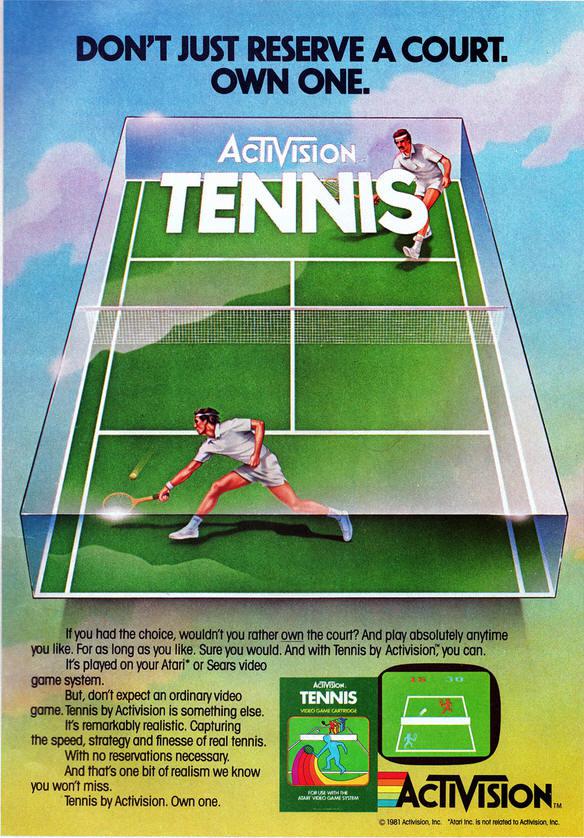 DON'T JUST RESERVE A COURT.
OWN ONE.
ACTIVISION
TENNIS
If you had the choice, wouldn't you rather own the court? And play absolutely anytime
you like. For as long as you like. Sure you would. And with Tennis by Activision,™ you can.
It's played on your Atari* or Sears video
game system.
But, don't expect an ordinary video
game. Tennis by Activision is something else.
It's remarkably realistic. Capturing
the speed, strategy and finesse of real tennis.
With no reservations necessary.
And that's one bit of realism we know
you won't miss.
Tennis by Activision. Own one.
ACTIVISION
TENNIS
VIDEO GAME CARTRIDGE
FOR USE WITH THE
ATARI VIDEO GAME SYSTEM
15 30
ACTIVISION™
© 1981 Activision, Inc. *Atari Inc. is not related to Activision, Inc.